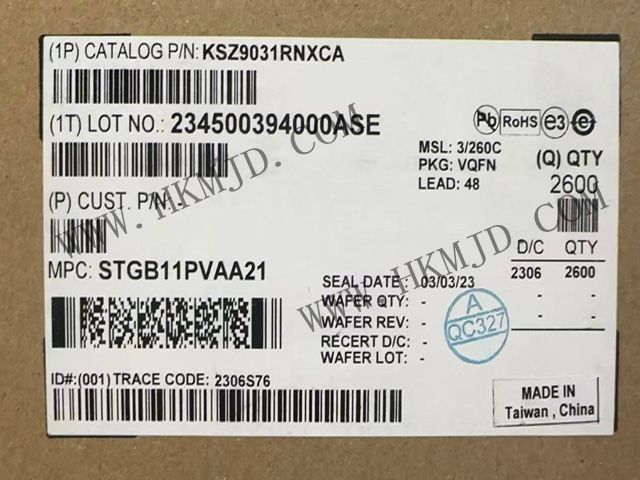 (1P) CATALOG P/N: KSZ9031RNXCA
(1T) LOT NO.: 234500394000ASE
Pb RoHS e3 e
MSL: 3/260C
PKG: VQFN
LEAD: 48
(Q) QTY
2600
(P) CUST. P/N: -
D/C QTY
2306 2600
- -
- -
MPC: STGB11PVAA21
SEAL DATE: 03/03/23
WAFER QTY: -
WAFER REV: -
RECERT D/C: -
WAFER LOT: -
A
QC327
ID#:(001) TRACE CODE: 2306S76
MADE IN
Taiwan , China
WWW. HKMJD. COM
WWW. HKMJD. COM